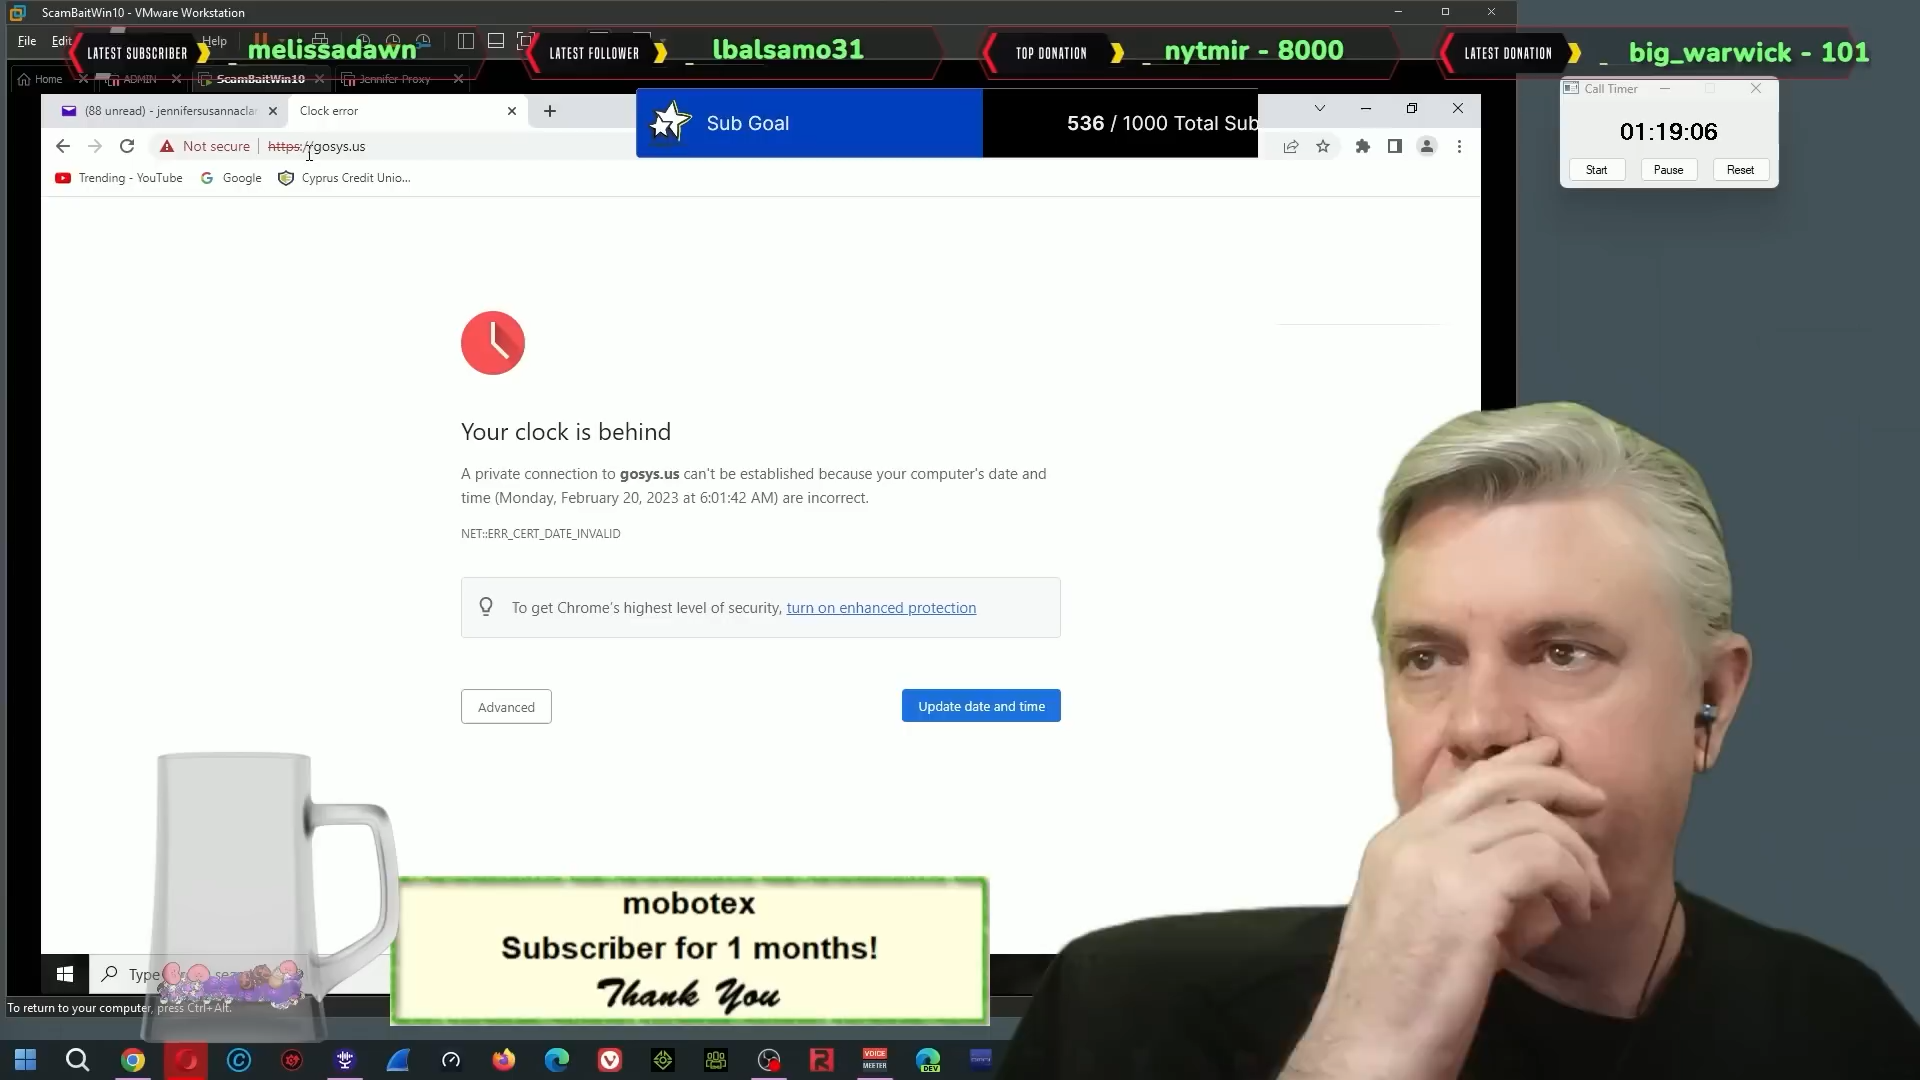 ScamBaitWin10 - VMware Workstation
File Edit Help
LATEST SUBSCRIBER _ melissadawn
LATEST FOLLOWER _ lbalsamo31
TOP DONATION _ nytmir - 8000
LATEST DONATION _ big_warwick - 101
Home ADMIN ScamBaitWin10 Jennifer Proxy
(88 unread) - jennifersusannaclar Clock error
Sub Goal 536 / 1000 Total Sub
Call Timer
01:19:06
Start Pause Reset
Not secure https://gosys.us
Trending - YouTube Google Cyprus Credit Unio...
Your clock is behind
A private connection to gosys.us can't be established because your computer's date and
time (Monday, February 20, 2023 at 6:01:42 AM) are incorrect.
NET::ERR_CERT_DATE_INVALID
To get Chrome's highest level of security, turn on enhanced protection
Advanced Update date and time
mobotex
Subscriber for 1 months!
Thank You
Type
To return to your computer, press Ctrl+Alt.
VOICE
MEETER
DEV